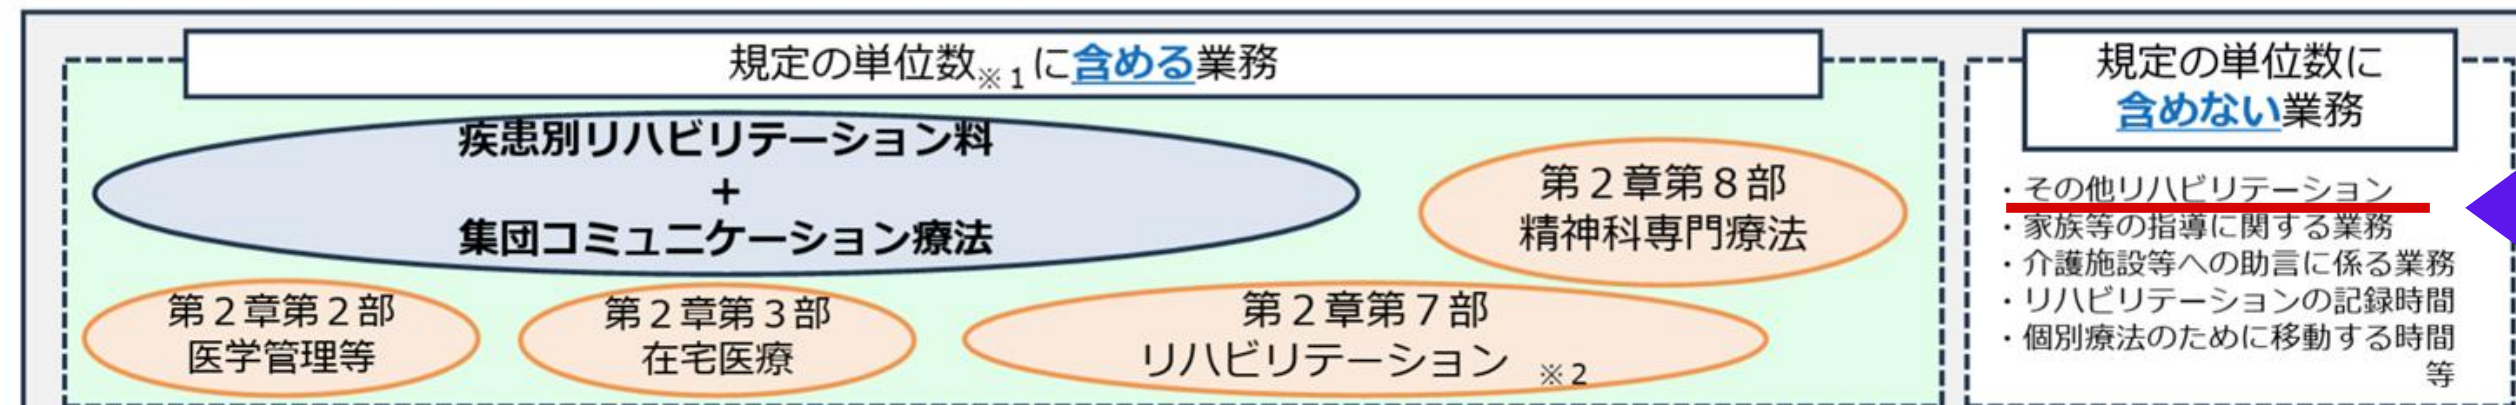 規定の単位数※1に含める業務
疾患別リハビリテーション料
+
集団コミュニケーション療法
第2章第8部
精神科専門療法
第2章第2部
医学管理等
第2章第3部
在宅医療
第2章第7部
リハビリテーション ※2
規定の単位数に
含めない業務
・その他リハビリテーション
・家族等の指導に関する業務
・介護施設等への助言に係る業務
・リハビリテーションの記録時間
・個別療法のために移動する時間
等